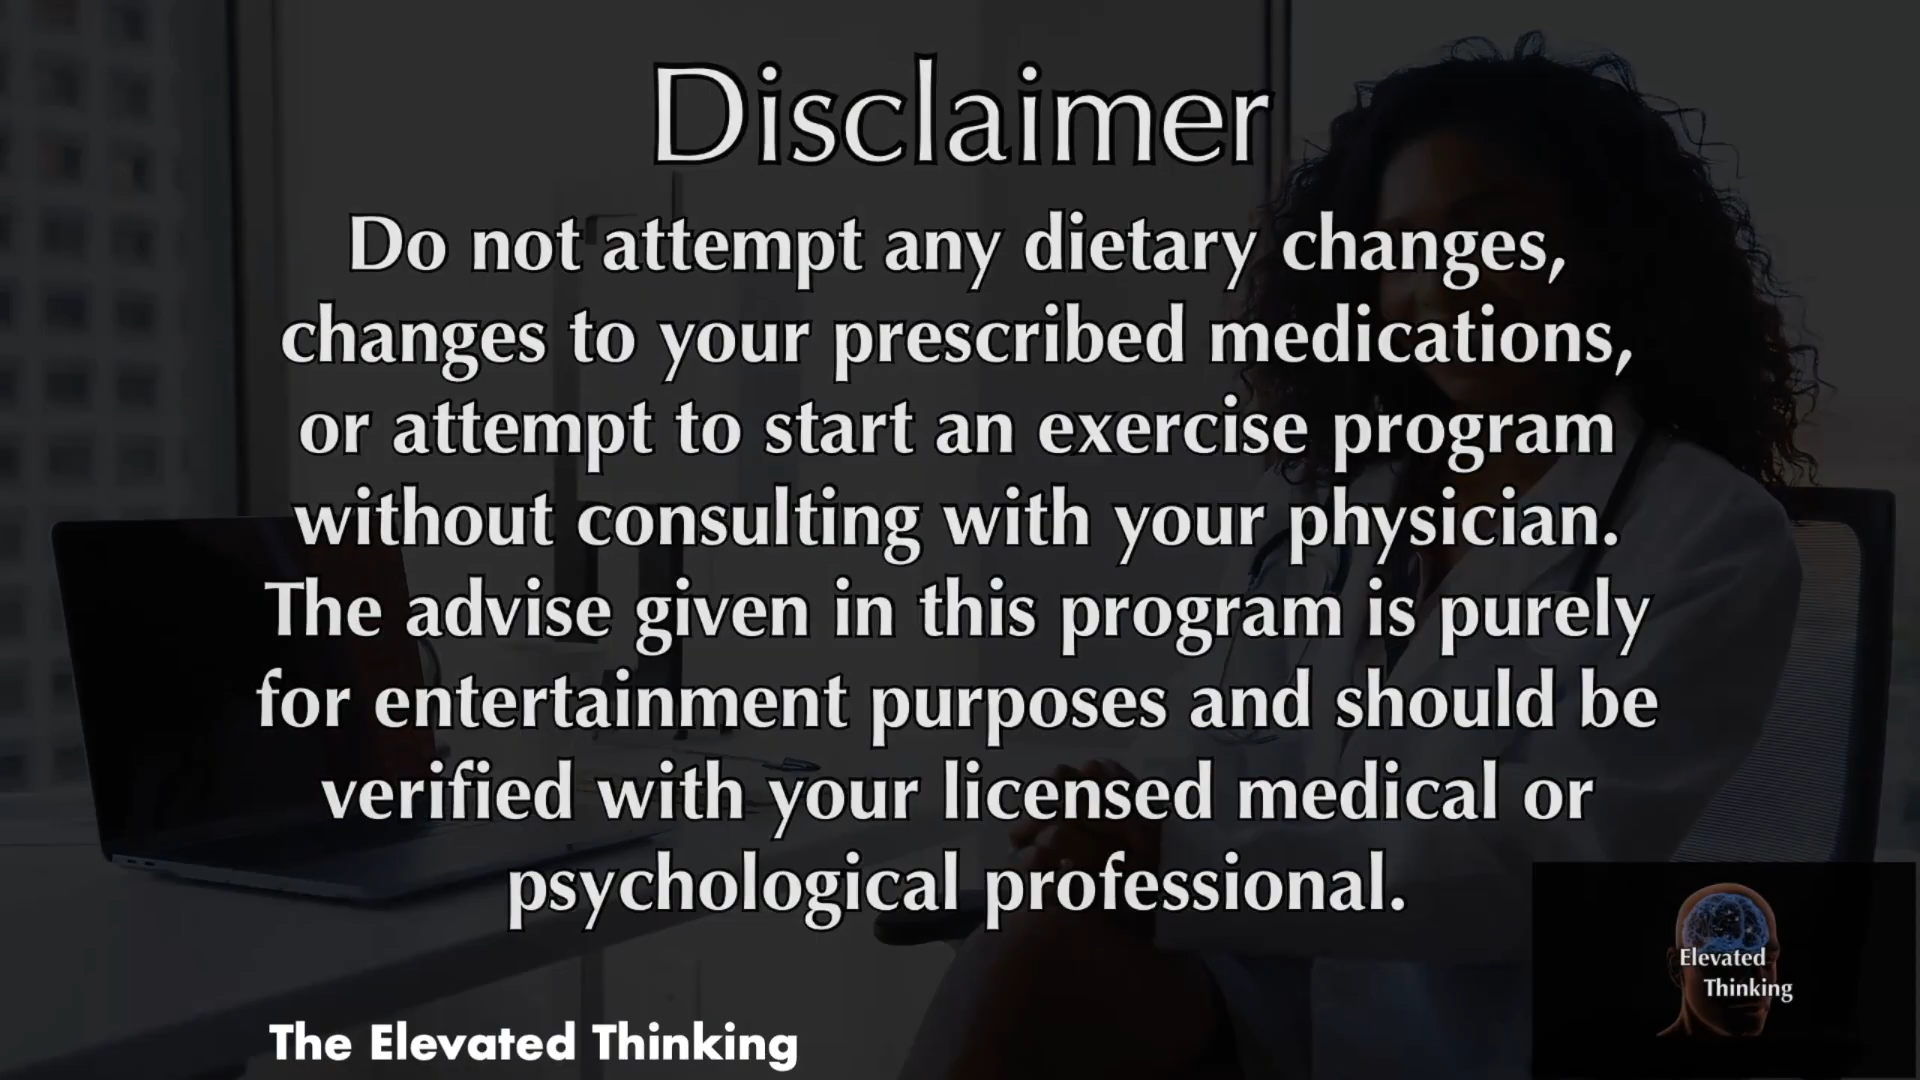 Disclaimer
Do not attempt any dietary changes,
changes to your prescribed medications,
or attempt to start an exercise program
without consulting with your physician.
The advise given in this program is purely
for entertainment purposes and should be
verified with your licensed medical or
psychological professional.
Elevated
Thinking
The Elevated Thinking